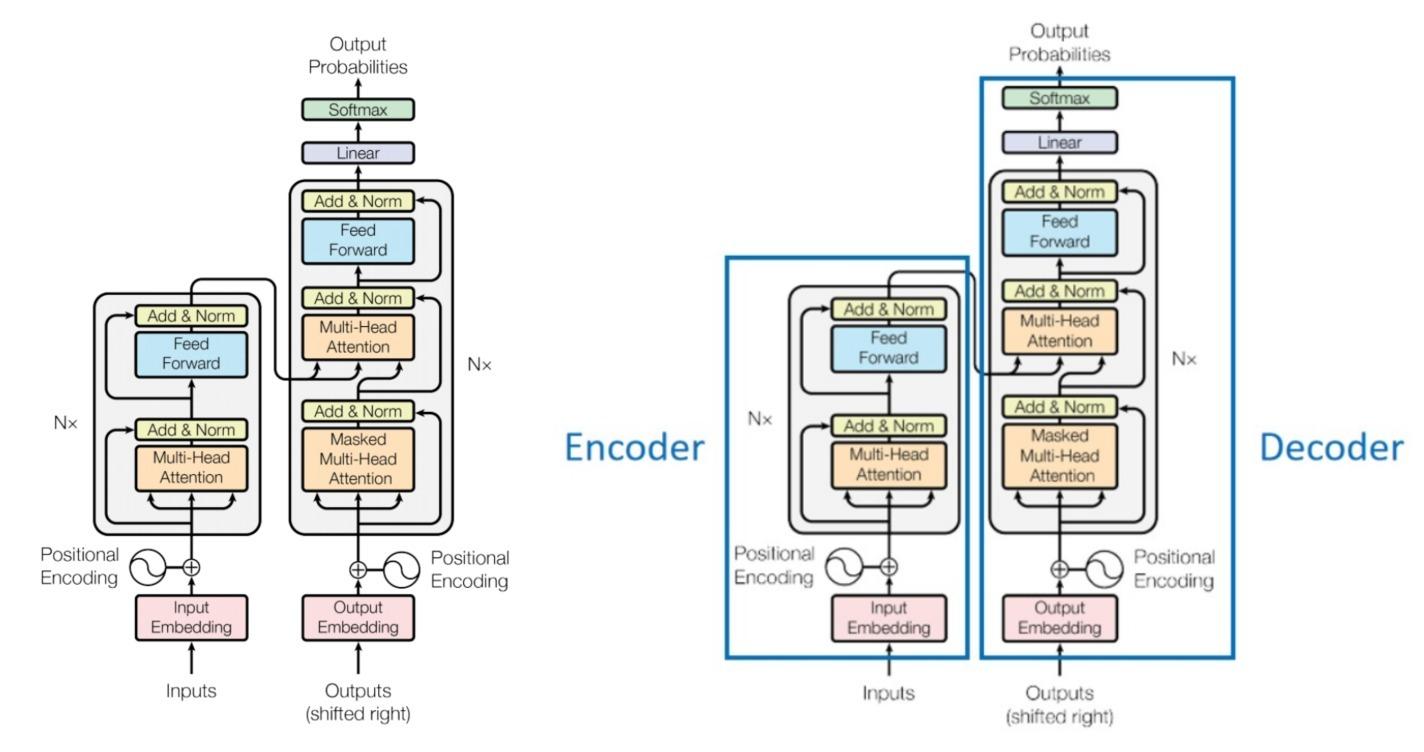 Output
Probabilities
Softmax
Linear
Add & Norm
Feed
Forward
Add & Norm
Multi-Head
Attention
Add & Norm
Masked
Multi-Head
Attention
Nx
Add & Norm
Feed
Forward
Add & Norm
Multi-Head
Attention
Nx
Positional
Encoding
Positional
Encoding
Input
Embedding
Output
Embedding
Inputs
Outputs
(shifted right)
Encoder
Output
Probabilities
Softmax
Linear
Add & Norm
Feed
Forward
Add & Norm
Multi-Head
Attention
Add & Norm
Masked
Multi-Head
Attention
Nx
Add & Norm
Feed
Forward
Add & Norm
Multi-Head
Attention
Nx
Positional
Encoding
Positional
Encoding
Input
Embedding
Output
Embedding
Inputs
Outputs
(shifted right)
Decoder